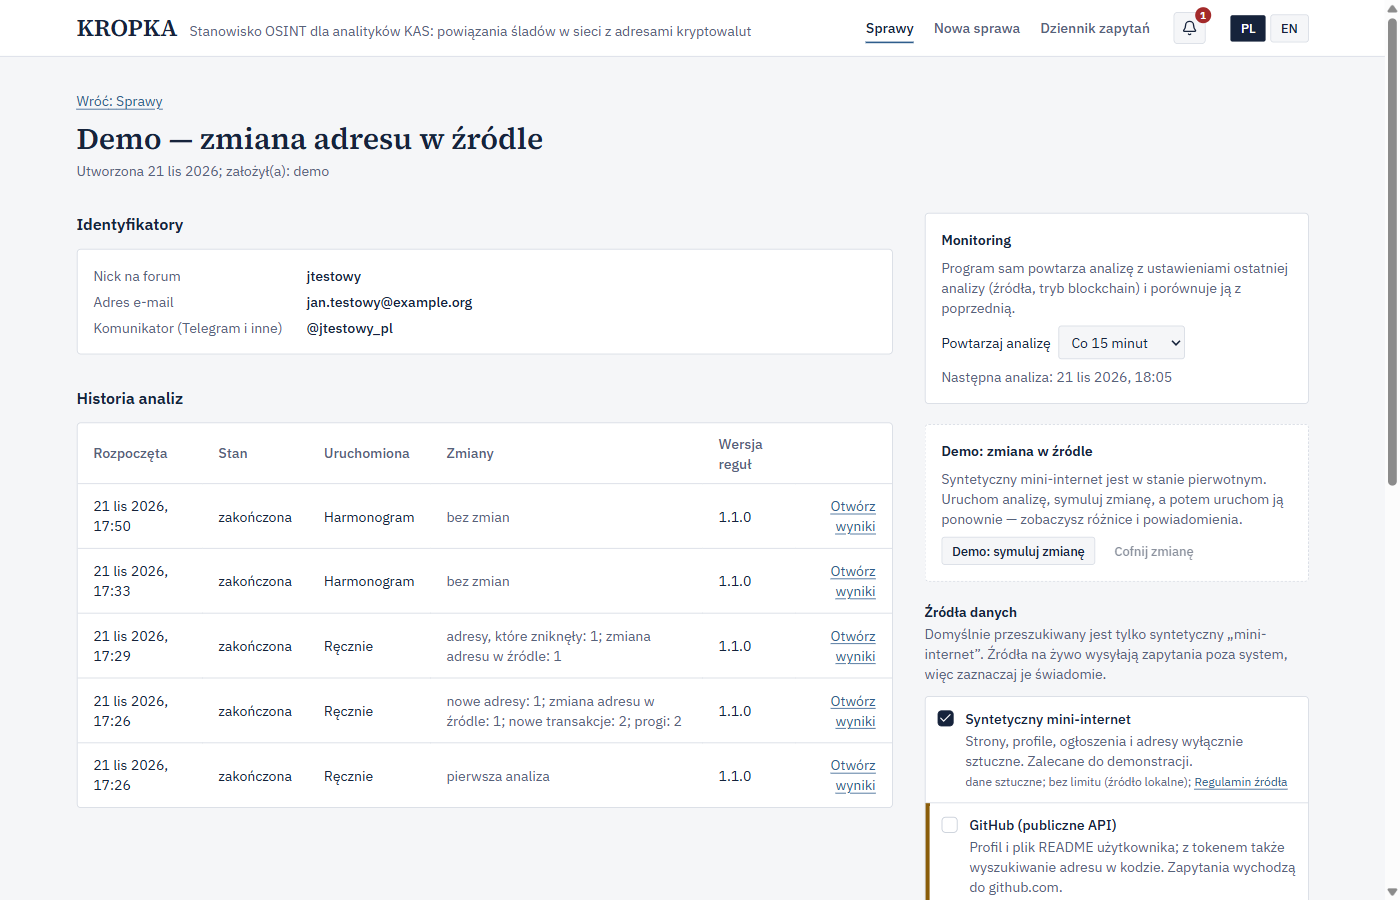 KROPKA
Stanowisko OSINT dla analityków KAS: powiązania śladów w sieci z adresami kryptowalut
Sprawy
Nowa sprawa
Dziennik zapytań
1
PL
EN
Wróć: Sprawy
Demo — zmiana adresu w źródle
Utworzona 21 lis 2026; założył(a): demo
Identyfikatory
Nick na forum jtestowy
Adres e-mail jan.testowy@example.org
Komunikator (Telegram i inne) @jtestowy_pl
Historia analiz
Rozpoczęta Stan Uruchomiona Zmiany Wersja
reguł
21 lis 2026,
17:50
zakończona
Harmonogram
bez zmian
1.1.0
Otwórz
wyniki
21 lis 2026,
17:33
zakończona
Harmonogram
bez zmian
1.1.0
Otwórz
wyniki
21 lis 2026,
17:29
zakończona
Ręcznie
adresy, które zniknęły: 1; zmiana
adresu w źródle: 1
1.1.0
Otwórz
wyniki
21 lis 2026,
17:26
zakończona
Ręcznie
nowe adresy: 1; zmiana adresu w
źródle: 1; nowe transakcje: 2; progi: 2
1.1.0
Otwórz
wyniki
21 lis 2026,
17:26
zakończona
Ręcznie
pierwsza analiza
1.1.0
Otwórz
wyniki
Monitoring
Program sam powtarza analizę z ustawieniami ostatniej
analizy (źródła, tryb blockchain) i porównuje ją z
poprzednią.
Powtarzaj analizę Co 15 minut
Następna analiza: 21 lis 2026, 18:05
Demo: zmiana w źródle
Syntetyczny mini-internet jest w stanie pierwotnym.
Uruchom analizę, symuluj zmianę, a potem uruchom ją
ponownie — zobaczysz różnice i powiadomienia.
Demo: symuluj zmianę
Cofnij zmianę
Źródła danych
Domyślnie przeszukiwany jest tylko syntetyczny „mini-
internet”. Źródła na żywo wysyłają zapytania poza system,
więc zaznaczaj je świadomie.
Syntetyczny mini-internet
Strony, profile, ogłoszenia i adresy wyłącznie
sztuczne. Zalecane do demonstracji.
dane sztuczne; bez limitu (źródło lokalne); Regulamin źródła
GitHub (publiczne API)
Profil i plik README użytkownika; z tokenem także
wyszukiwanie adresu w kodzie. Zapytania wychodzą
do github.com.